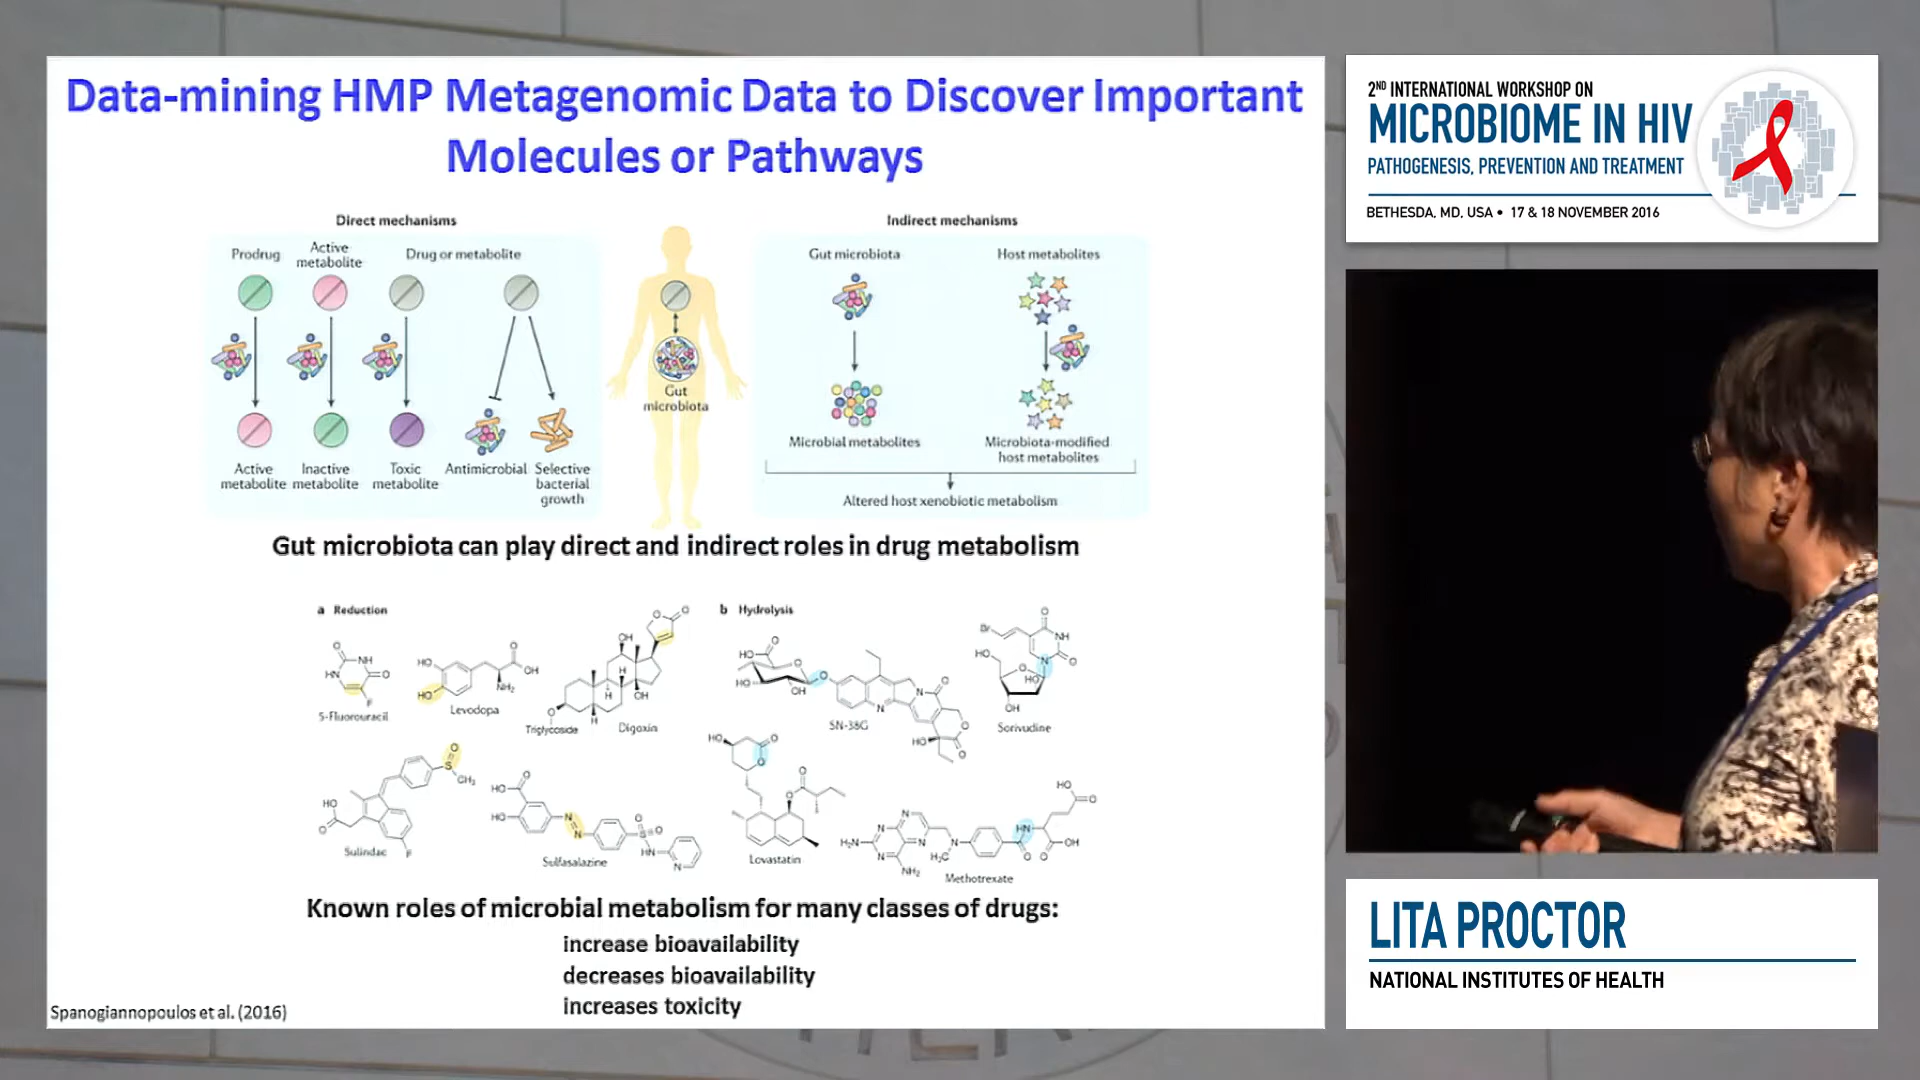 Data-mining HMP Metagenomic Data to Discover Important
Molecules or Pathways
Direct mechanisms
Prodrug
Active
metabolite
Drug or metabolite
Active
metabolite
Inactive
metabolite
Toxic
metabolite
Antimicrobial
Selective
bacterial
growth
Gut
microbiota
Indirect mechanisms
Gut microbiota
Host metabolites
Microbial metabolites
Microbiota-modified
host metabolites
Altered host xenobiotic metabolism
Gut microbiota can play direct and indirect roles in drug metabolism
a Reduction
5-Fluorouracil
Levodopa
Triglycoside
Digoxin
Sulindac
Sulfasalazine
b Hydrolysis
SN-38G
Sorivudine
Lovastatin
Methotrexate
Known roles of microbial metabolism for many classes of drugs:
increase bioavailability
decreases bioavailability
increases toxicity
Spanogiannopoulos et al. (2016)
2ND INTERNATIONAL WORKSHOP ON
MICROBIOME IN HIV
PATHOGENESIS, PREVENTION AND TREATMENT
BETHESDA, MD, USA • 17 & 18 NOVEMBER 2016
LITA PROCTOR
NATIONAL INSTITUTES OF HEALTH